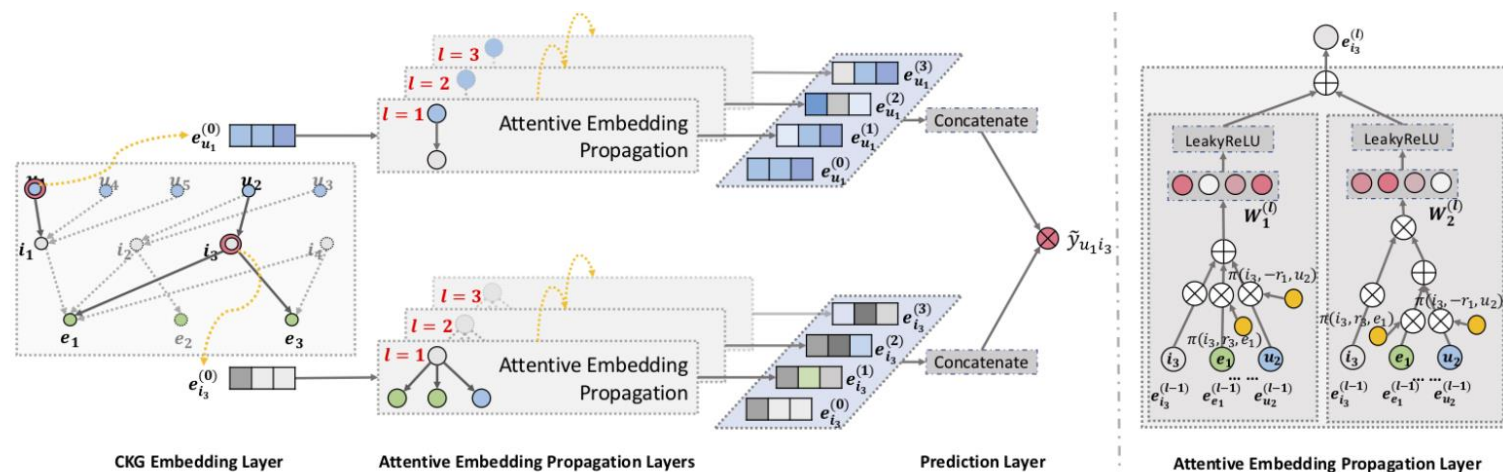 e_{u_1}^{(0)}
u_1 u_4 u_5 u_2 u_3
i_1 i_2 i_3 i_4
e_1 e_2 e_3
e_{i_3}^{(0)}
CKG Embedding Layer
l = 3
l = 2
l = 1
Attentive Embedding
Propagation
l = 3
l = 2
l = 1
Attentive Embedding
Propagation
Attentive Embedding Propagation Layers
e_{u_1}^{(3)}
e_{u_1}^{(2)}
e_{u_1}^{(1)}
e_{u_1}^{(0)}
e_{i_3}^{(3)}
e_{i_3}^{(2)}
e_{i_3}^{(1)}
e_{i_3}^{(0)}
Concatenate
ỹ_{u_1 i_3}
Concatenate
Prediction Layer
e_{i_3}^{(l)}
LeakyReLU
W_1^{(l)}
π(i_3, −r_1, u_2)
π(i_3, r_3, e_1)
i_3 e_1 u_2
... ...
e_{i_3}^{(l-1)} e_{e_1}^{(l-1)} e_{u_2}^{(l-1)}
LeakyReLU
W_2^{(l)}
π(i_3, −r_1, u_2)
π(i_3, r_3, e_1)
i_3 e_1 u_2
... ...
e_{i_3}^{(l-1)} e_{e_1}^{(l-1)} e_{u_2}^{(l-1)}
Attentive Embedding Propagation Layer